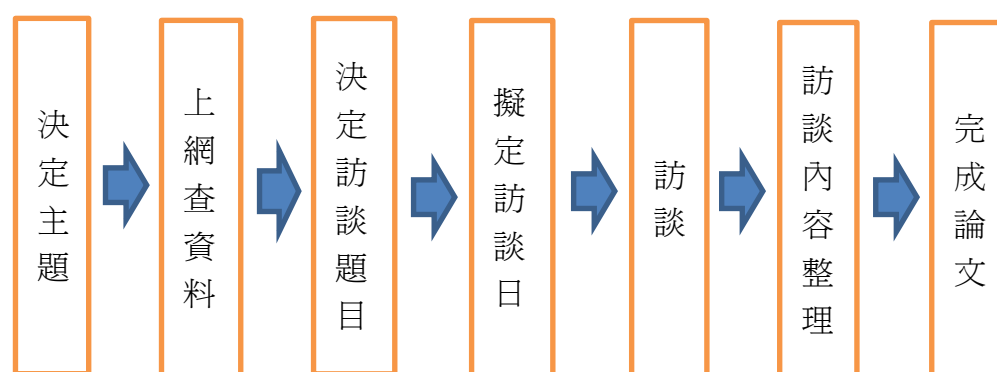 決定主題
上網查資料
決定訪談題目
擬定訪談日
訪談
訪談內容整理
完成論文